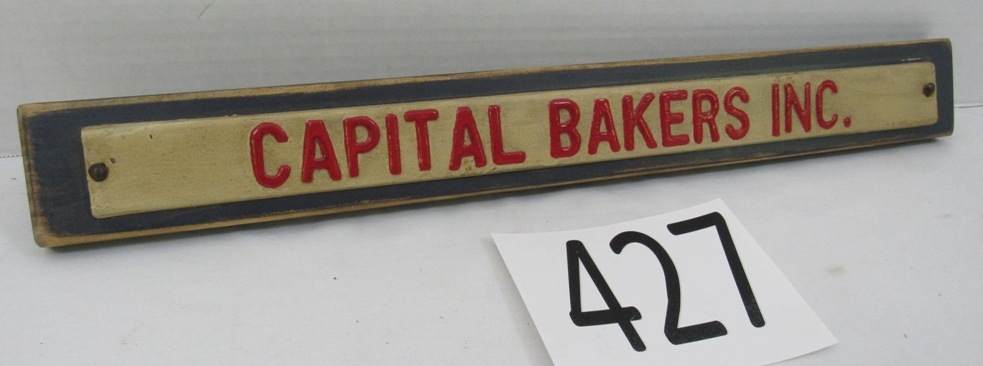 CAPITAL BAKERS INC.
427